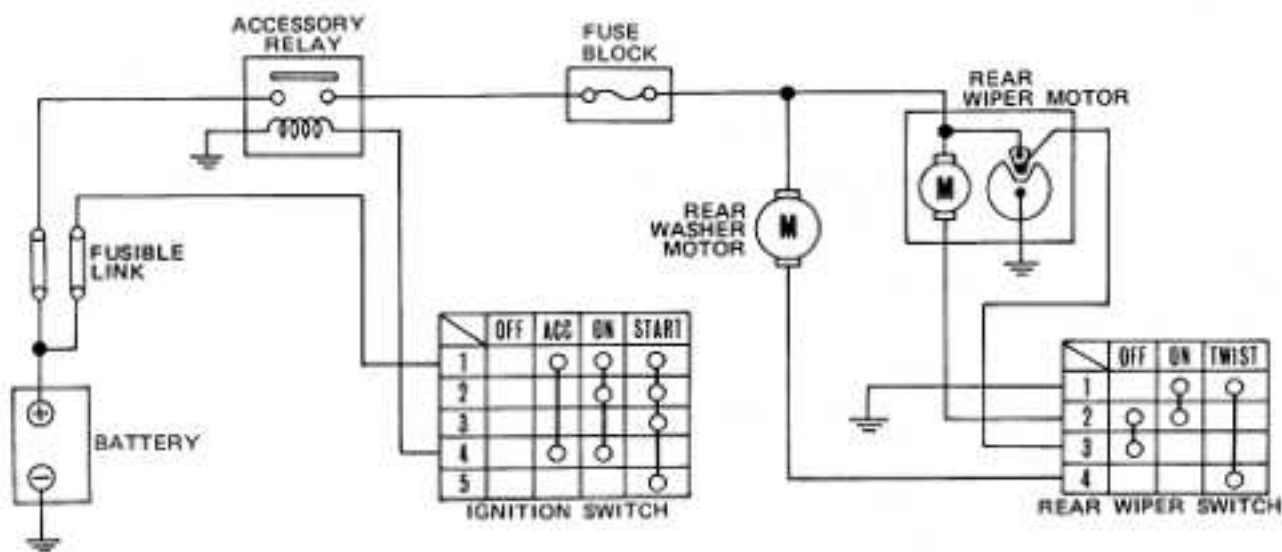 ACCESSORY
RELAY
FUSE
BLOCK
REAR
WIPER MOTOR
M
REAR
WASHER
MOTOR
M
FUSIBLE
LINK
OFF ACC ON START
1
2
3
4
5
IGNITION SWITCH
OFF ON TWIST
1
2
3
4
REAR WIPER SWITCH
+
BATTERY
−